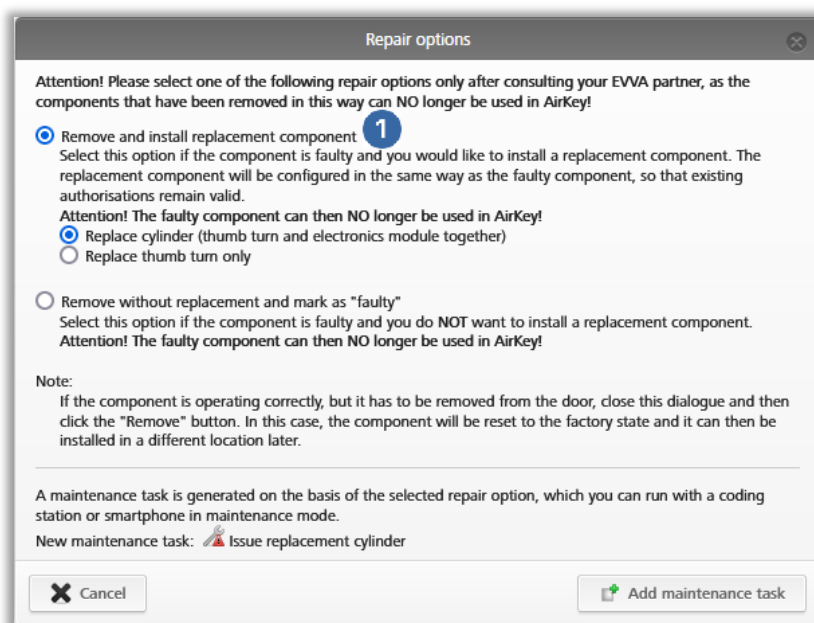 Repair options
Attention! Please select one of the following repair options only after consulting your EVVA partner, as the
components that have been removed in this way can NO longer be used in AirKey!
Remove and install replacement component 1
Select this option if the component is faulty and you would like to install a replacement component. The
replacement component will be configured in the same way as the faulty component, so that existing
authorisations remain valid.
Attention! The faulty component can then NO longer be used in AirKey!
Replace cylinder (thumb turn and electronics module together)
Replace thumb turn only
Remove without replacement and mark as "faulty"
Select this option if the component is faulty and you do NOT want to install a replacement component.
Attention! The faulty component can then NO longer be used in AirKey!
Note:
If the component is operating correctly, but it has to be removed from the door, close this dialogue and then
click the "Remove" button. In this case, the component will be reset to the factory state and it can then be
installed in a different location later.
A maintenance task is generated on the basis of the selected repair option, which you can run with a coding
station or smartphone in maintenance mode.
New maintenance task: Issue replacement cylinder
Cancel
Add maintenance task